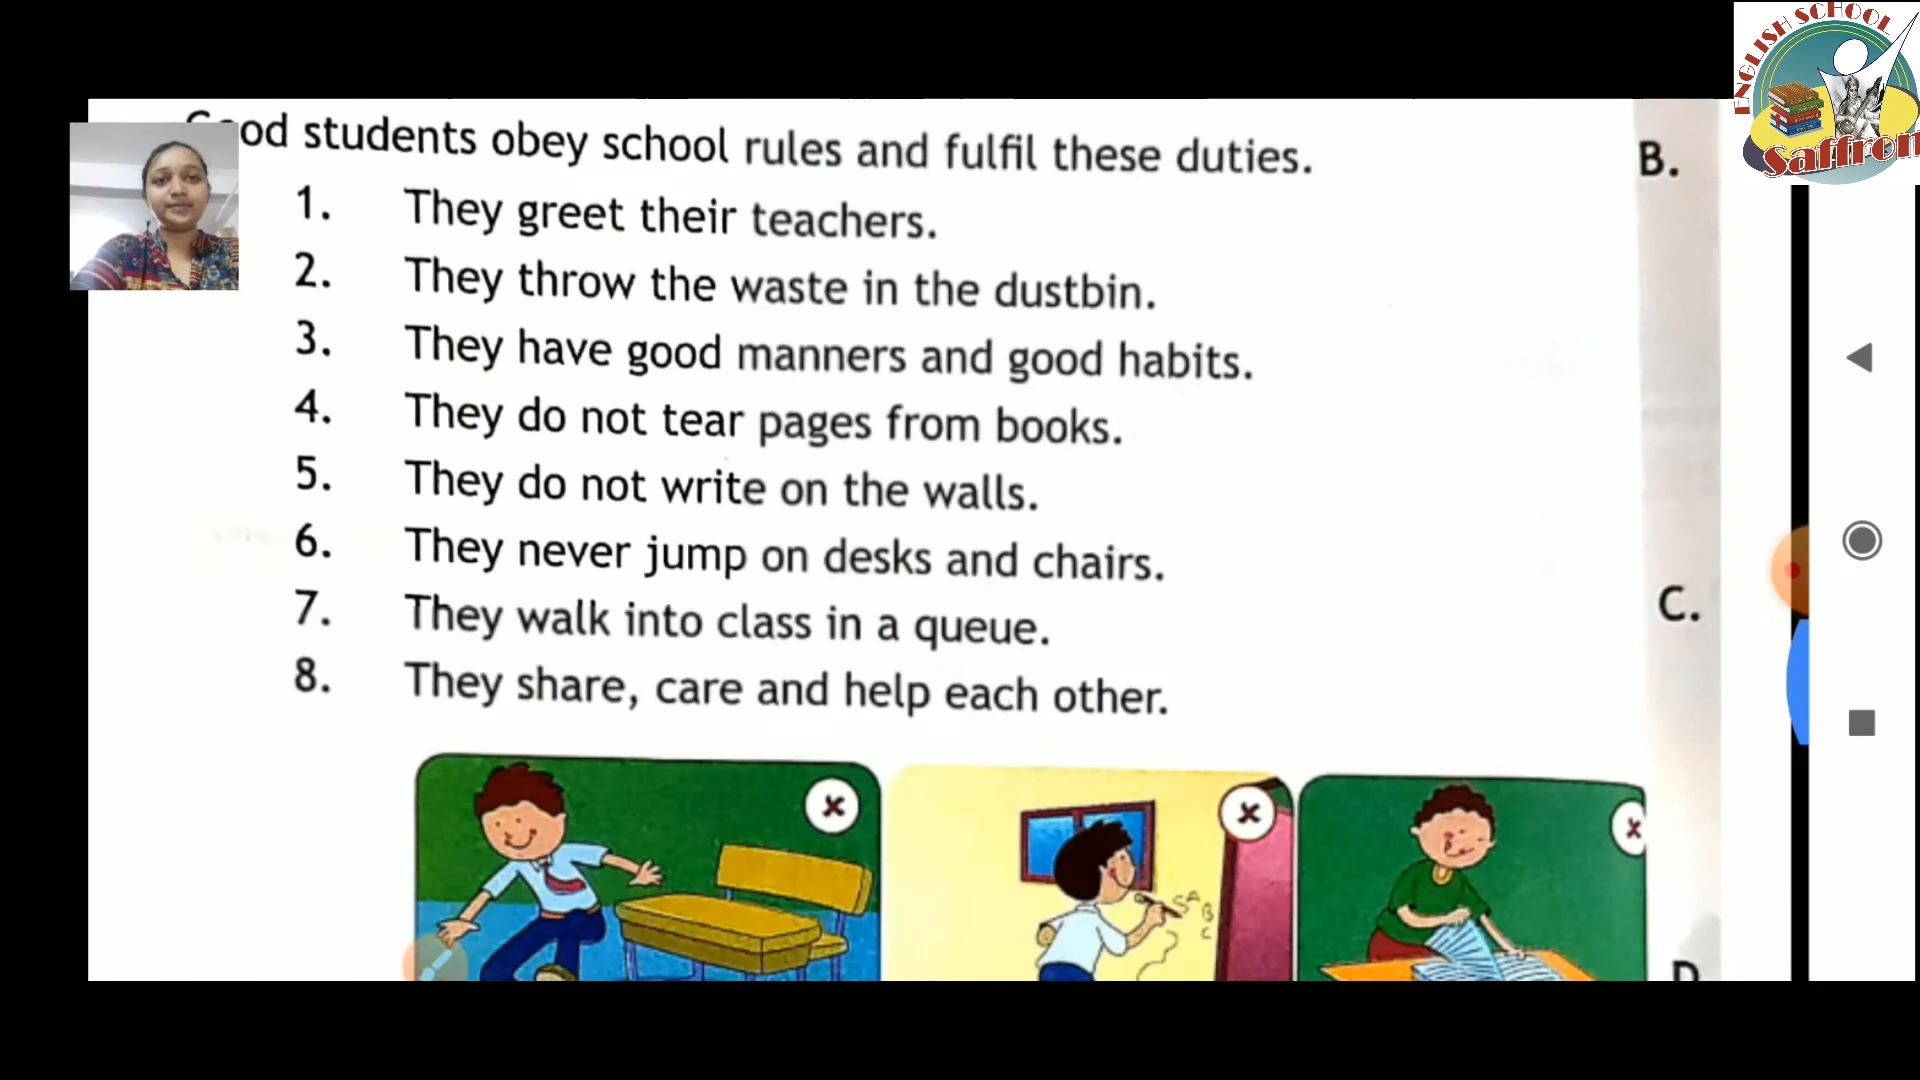 ENGLISH SCHOOL
Saffron
Good students obey school rules and fulfil these duties.
1. They greet their teachers.
2. They throw the waste in the dustbin.
3. They have good manners and good habits.
4. They do not tear pages from books.
5. They do not write on the walls.
6. They never jump on desks and chairs.
7. They walk into class in a queue.
8. They share, care and help each other.
B.
C.
D
x
x
x
S A B C